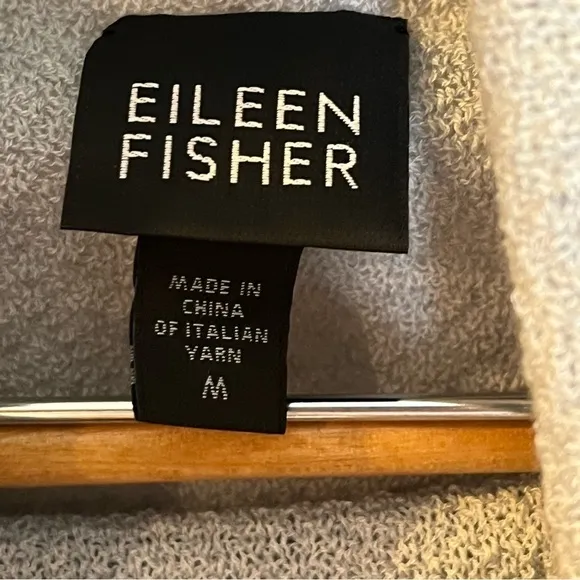 EILEEN
FISHER
MADE IN
CHINA
OF ITALIAN
YARN
M